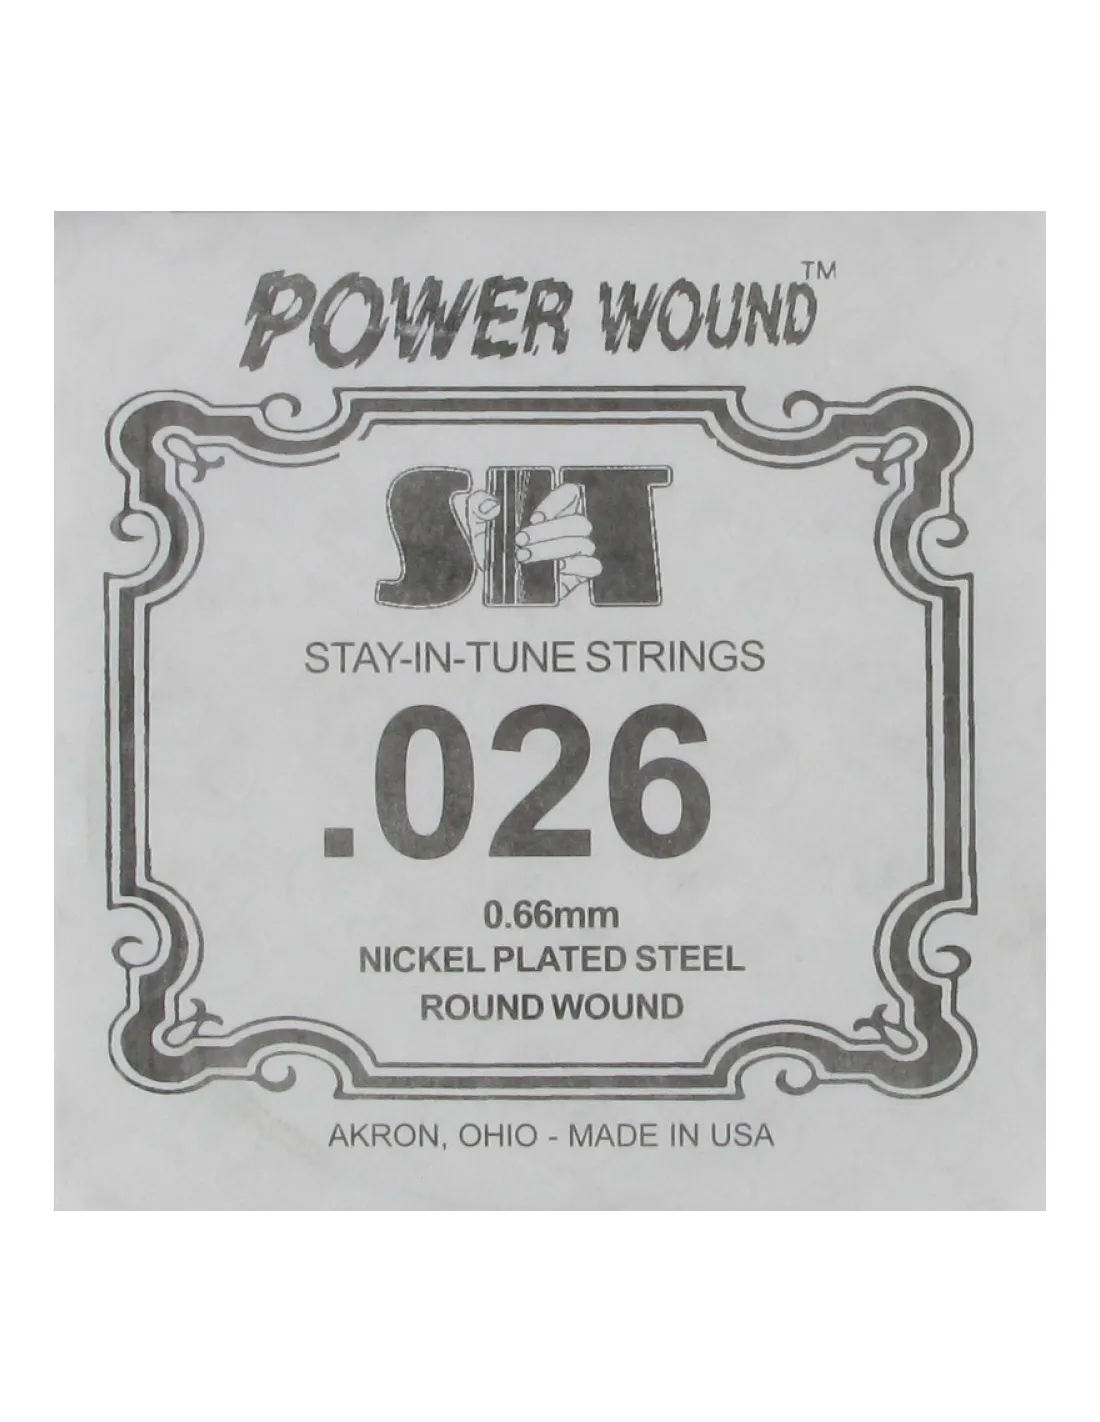 POWER WOUND™
SIT
STAY-IN-TUNE STRINGS
.026
0.66mm
NICKEL PLATED STEEL
ROUND WOUND
AKRON, OHIO - MADE IN USA